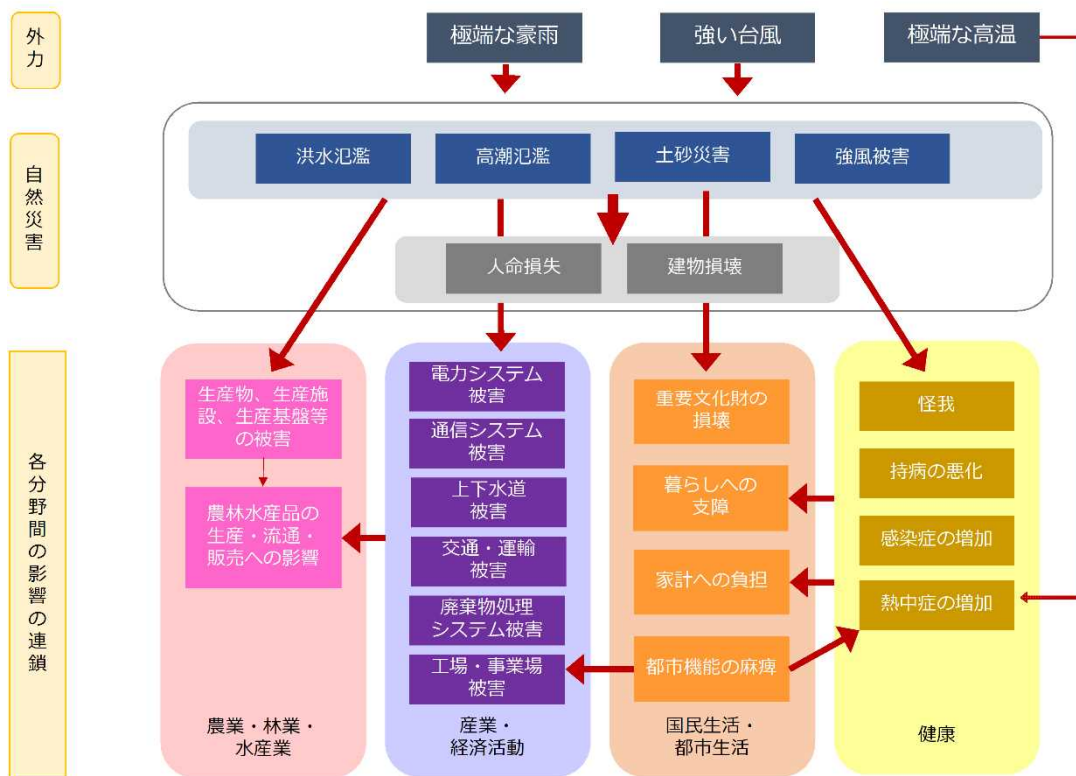 外力
極端な豪雨
強い台風
極端な高温
自然災害
洪水氾濫
高潮氾濫
土砂災害
強風被害
人命損失
建物損壊
各分野間の影響の連鎖
生産物、生産施
設、生産基盤等
の被害
農林水産品の
生産・流通・
販売への影響
農業・林業・
水産業
電力システム
被害
通信システム
被害
上下水道
被害
交通・運輸
被害
廃棄物処理
システム被害
工場・事業場
被害
産業・
経済活動
重要文化財の
損壊
暮らしへの
支障
家計への負担
都市機能の麻痺
国民生活・
都市生活
怪我
持病の悪化
感染症の増加
熱中症の増加
健康